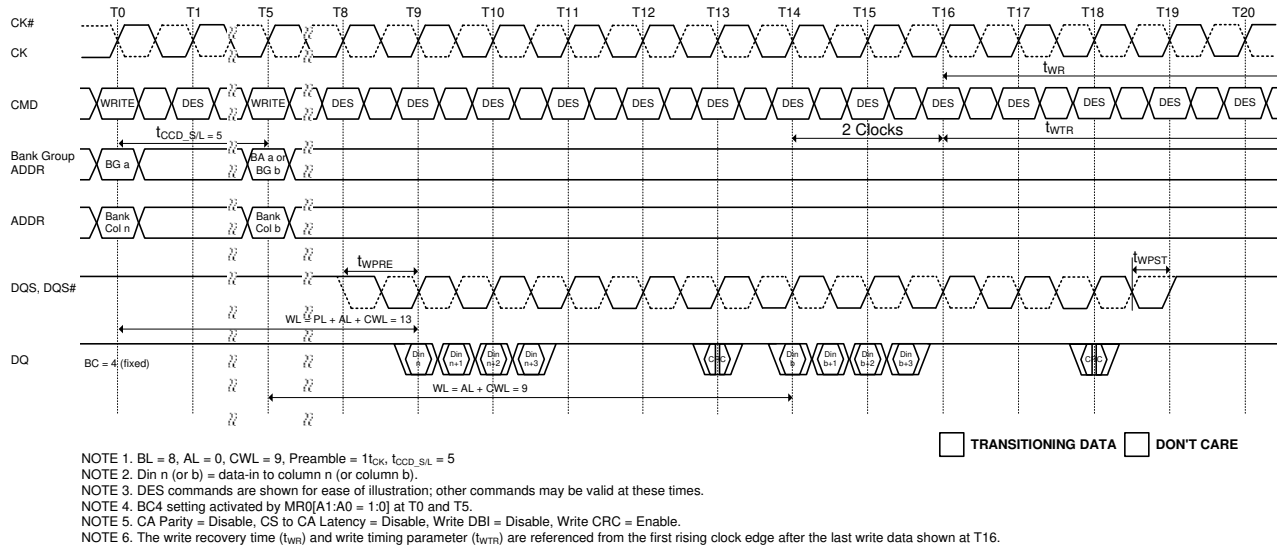 T0 T1 T5 T8 T9 T10 T11 T12 T13 T14 T15 T16 T17 T18 T19 T20
CK#
CK
tWR
CMD WRITE DES WRITE DES DES DES DES DES DES DES DES DES DES DES DES DES
tCCD_S/L = 5
2 Clocks
tWTR
Bank Group
ADDR
BG a
BA a or
BG b
ADDR
Bank
Col n
Bank
Col b
tWPRE
tWPST
DQS, DQS#
WL = PL + AL + CWL = 13
DQ
BC = 4 (fixed)
Din
n
Din
n+1
Din
n+2
Din
n+3
CRC
Din
b
Din
b+1
Din
b+2
Din
b+3
CRC
WL = AL + CWL = 9
TRANSITIONING DATA DON'T CARE
NOTE 1. BL = 8, AL = 0, CWL = 9, Preamble = 1tCK, tCCD_S/L = 5
NOTE 2. Din n (or b) = data-in to column n (or column b).
NOTE 3. DES commands are shown for ease of illustration; other commands may be valid at these times.
NOTE 4. BC4 setting activated by MR0[A1:A0 = 1:0] at T0 and T5.
NOTE 5. CA Parity = Disable, CS to CA Latency = Disable, Write DBI = Disable, Write CRC = Enable.
NOTE 6. The write recovery time (tWR) and write timing parameter (tWTR) are referenced from the first rising clock edge after the last write data shown at T16.